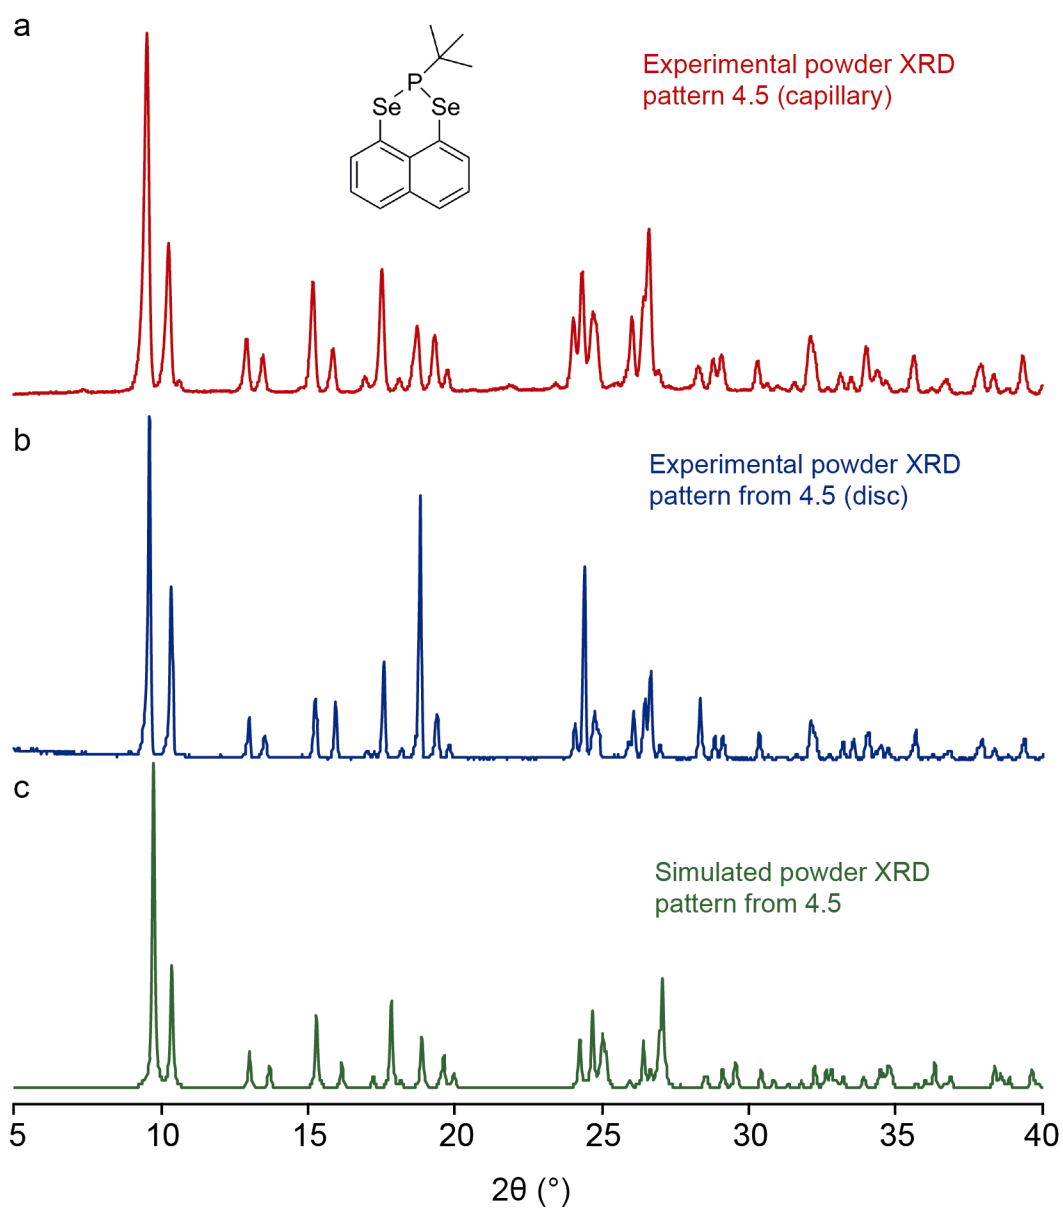 a
Experimental powder XRD
pattern 4.5 (capillary)
P
Se Se
b
Experimental powder XRD
pattern from 4.5 (disc)
c
Simulated powder XRD
pattern from 4.5
5 10 15 20 25 30 35 40
2θ (°)